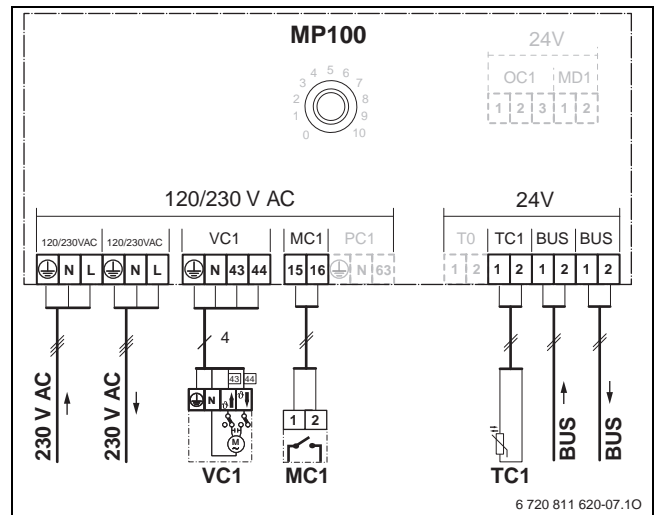 MP100
24V
OC1 MD1
1 2 3 1 2
0 1 2 3 4 5 6 7 8 9 10
120/230 V AC
24V
120/230VAC 120/230VAC VC1 MC1 PC1 T0 TC1 BUS BUS
N L N L N 43 44 15 16 N 63 1 2 1 2 1 2 1 2
4
43 44
N
M
1 2
230 V AC
230 V AC
VC1
MC1
TC1
BUS
BUS
6 720 811 620-07.1O